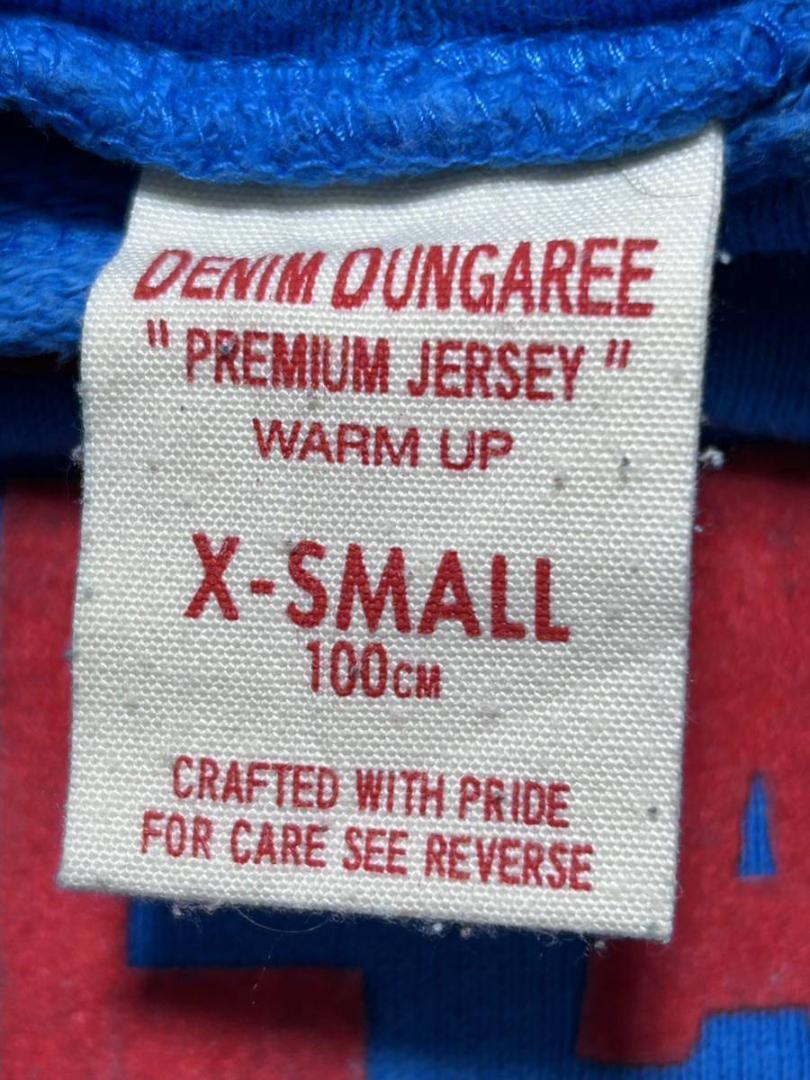 DENIM DUNGAREE
" PREMIUM JERSEY "
WARM UP
X-SMALL
100CM
CRAFTED WITH PRIDE
FOR CARE SEE REVERSE